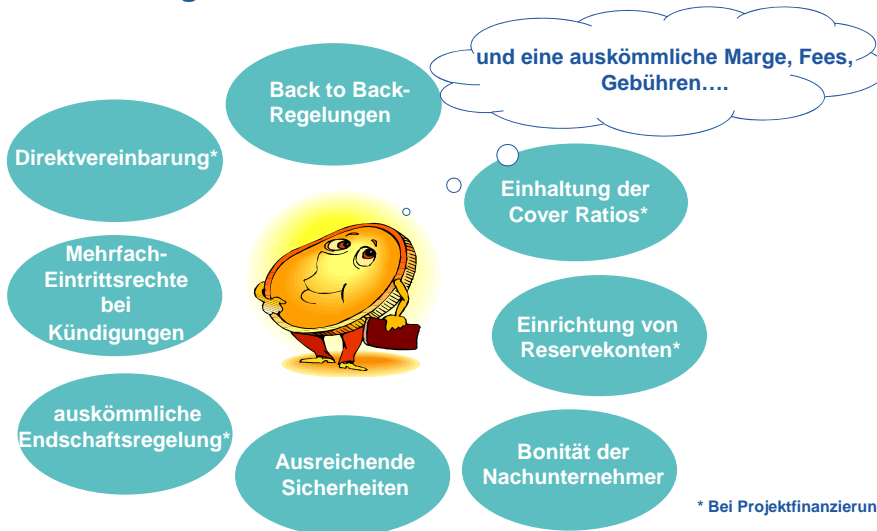 und eine auskömmliche Marge, Fees,
Gebühren....
Back to Back-
Regelungen
Direktvereinbarung*
Einhaltung der
Cover Ratios*
Mehrfach-
Eintrittsrechte
bei
Kündigungen
Einrichtung von
Reservekonten*
auskömmliche
Endschaftsregelung*
Ausreichende
Sicherheiten
Bonität der
Nachunternehmer
* Bei Projektfinanzierun